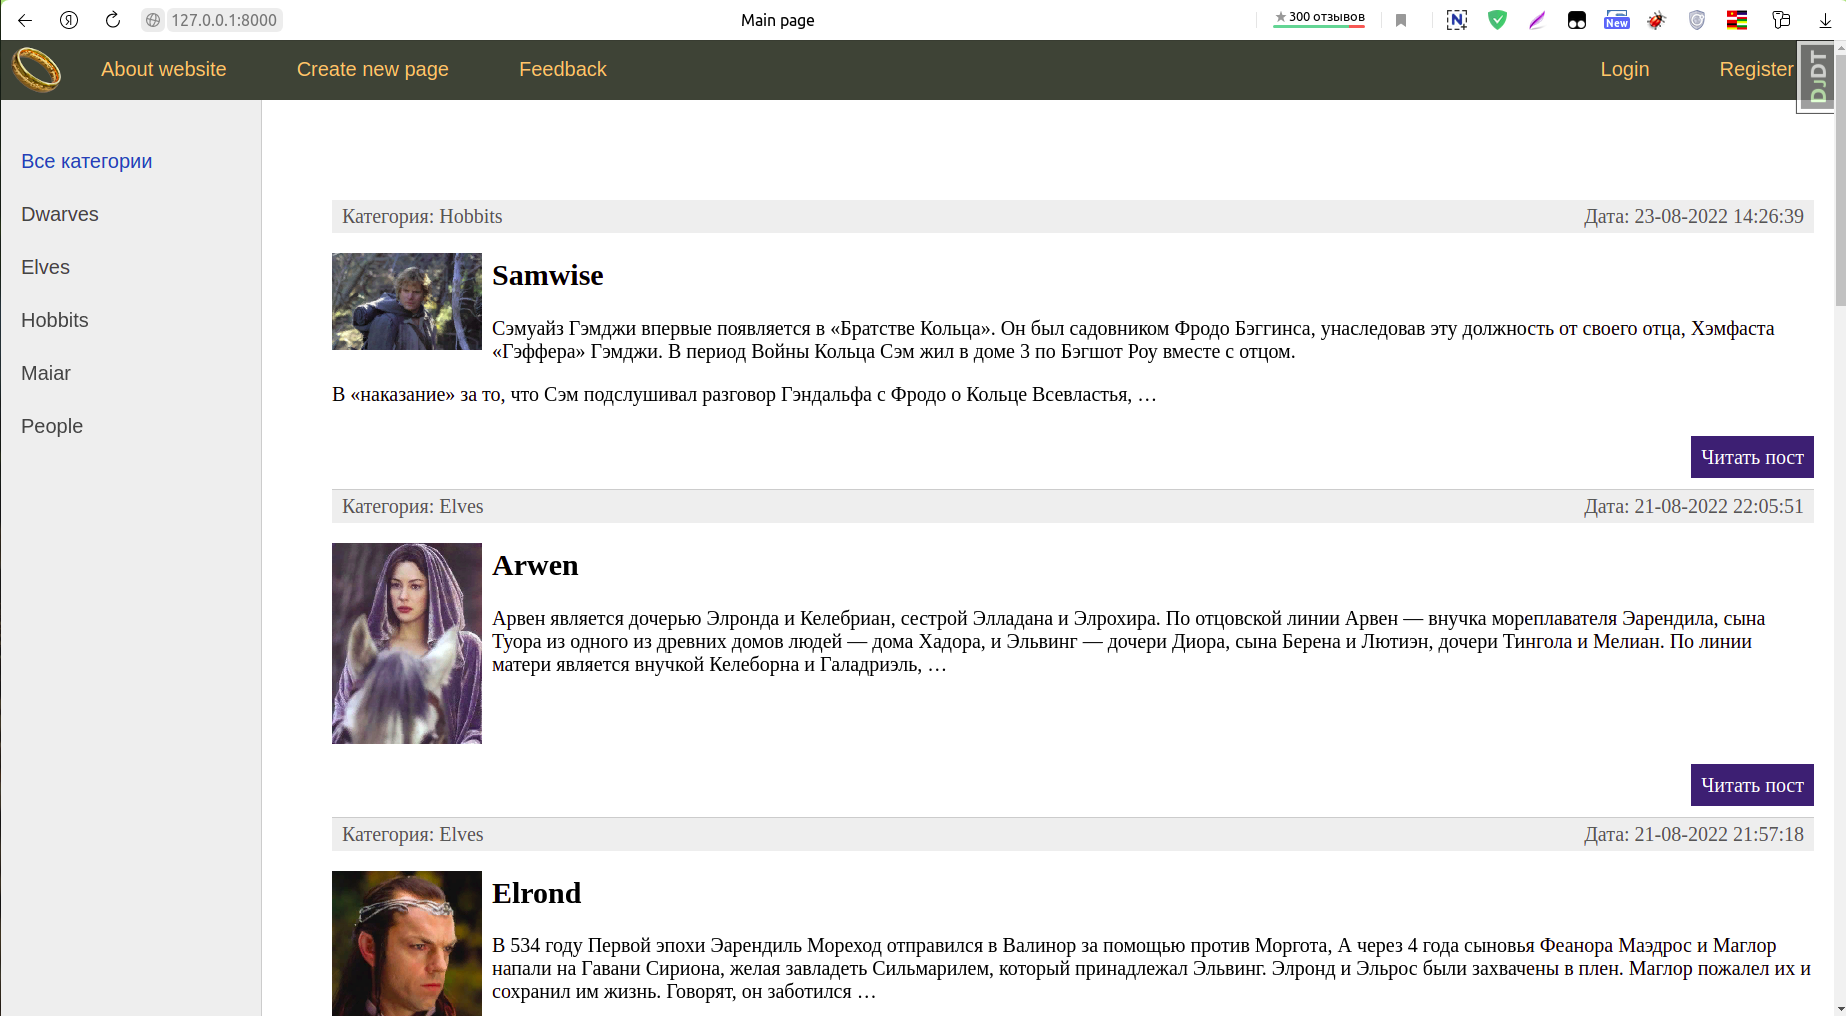 127.0.0.1:8000
Main page
★ 300 отзывов
New
About website
Create new page
Feedback
Login
Register
DJDT
Все категории
Dwarves
Elves
Hobbits
Maiar
People
Категория: Hobbits
Дата: 23-08-2022 14:26:39
Samwise
Сэмуайз Гэмджи впервые появляется в «Братстве Кольца». Он был садовником Фродо Бэггинса, унаследовав эту должность от своего отца, Хэмфаста
«Гэффера» Гэмджи. В период Войны Кольца Сэм жил в доме 3 по Бэгшот Роу вместе с отцом.
В «наказание» за то, что Сэм подслушивал разговор Гэндальфа с Фродо о Кольце Всевластья, …
Читать пост
Категория: Elves
Дата: 21-08-2022 22:05:51
Arwen
Арвен является дочерью Элронда и Келебриан, сестрой Элладана и Элрохира. По отцовской линии Арвен — внучка мореплавателя Эарендила, сына
Туора из одного из древних домов людей — дома Хадора, и Эльвинг — дочери Диора, сына Берена и Лютиэн, дочери Тингола и Мелиан. По линии
матери является внучкой Келеборна и Галадриэль, …
Читать пост
Категория: Elves
Дата: 21-08-2022 21:57:18
Elrond
В 534 году Первой эпохи Эарендиль Мореход отправился в Валинор за помощью против Моргота, А через 4 года сыновья Феанора Маэдрос и Маглор
напали на Гавани Сириона, желая завладеть Сильмарилем, который принадлежал Эльвинг. Элронд и Эльрос были захвачены в плен. Маглор пожалел их и
сохранил им жизнь. Говорят, он заботился …